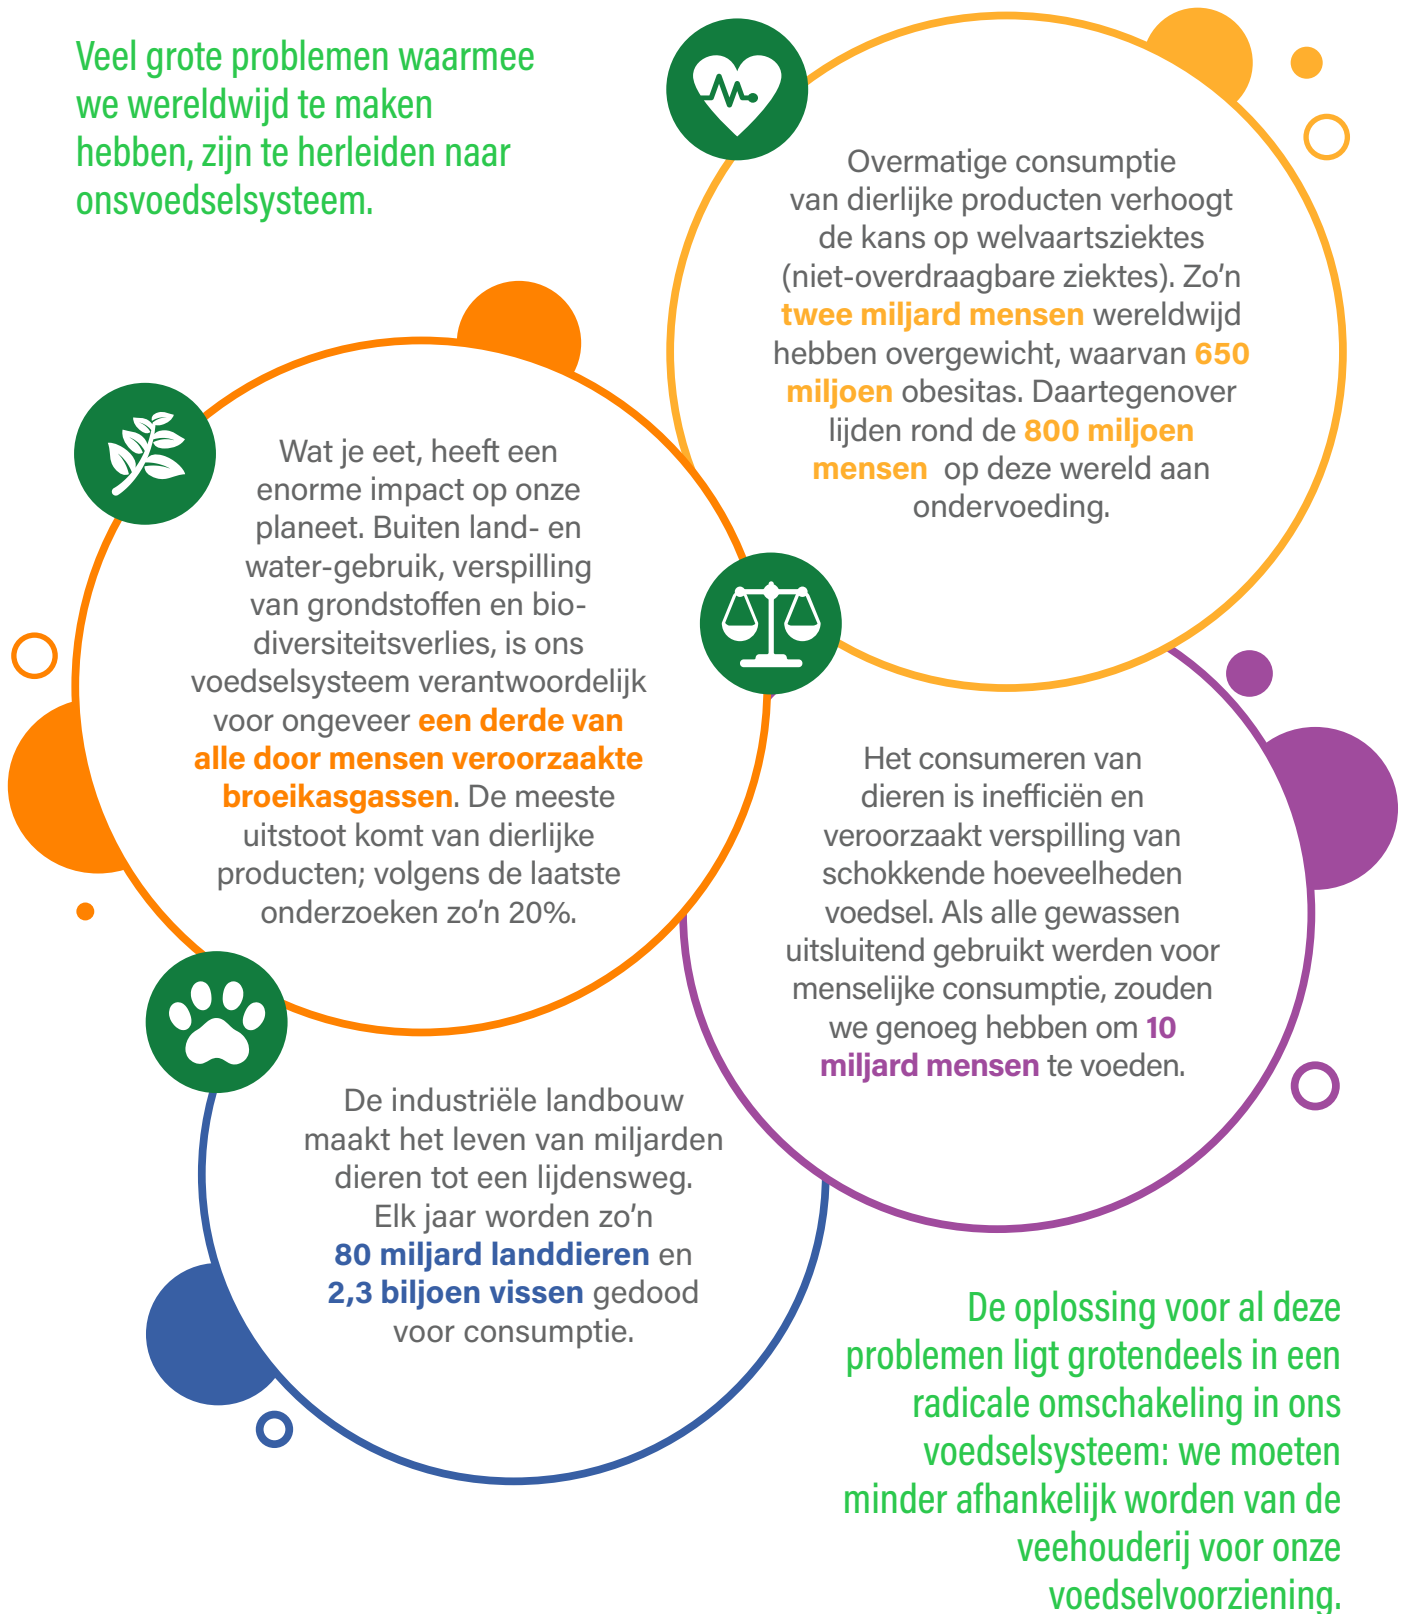 Veel grote problemen waarmee
we wereldwijd te maken
hebben, zijn te herleiden naar
onsvoedselsysteem.
Overmatige consumptie
van dierlijke producten verhoogt
de kans op welvaartsziektes
(niet-overdraagbare ziektes). Zo’n
twee miljard mensen wereldwijd
hebben overgewicht, waarvan 650
miljoen obesitas. Daartegenover
lijden rond de 800 miljoen
mensen op deze wereld aan
ondervoeding.
Wat je eet, heeft een
enorme impact op onze
planeet. Buiten land- en
water-gebruik, verspilling
van grondstoffen en bio-
diversiteitsverlies, is ons
voedselsysteem verantwoordelijk
voor ongeveer een derde van
alle door mensen veroorzaakte
broeikasgassen. De meeste
uitstoot komt van dierlijke
producten; volgens de laatste
onderzoeken zo’n 20%.
Het consumeren van
dieren is inefficiën en
veroorzaakt verspilling van
schokkende hoeveelheden
voedsel. Als alle gewassen
uitsluitend gebruikt werden voor
menselijke consumptie, zouden
we genoeg hebben om 10
miljard mensen te voeden.
De industriële landbouw
maakt het leven van miljarden
dieren tot een lijdensweg.
Elk jaar worden zo’n
80 miljard landdieren en
2,3 biljoen vissen gedood
voor consumptie.
De oplossing voor al deze
problemen ligt grotendeels in een
radicale omschakeling in ons
voedselsysteem: we moeten
minder afhankelijk worden van de
veehouderij voor onze
voedselvoorziening.